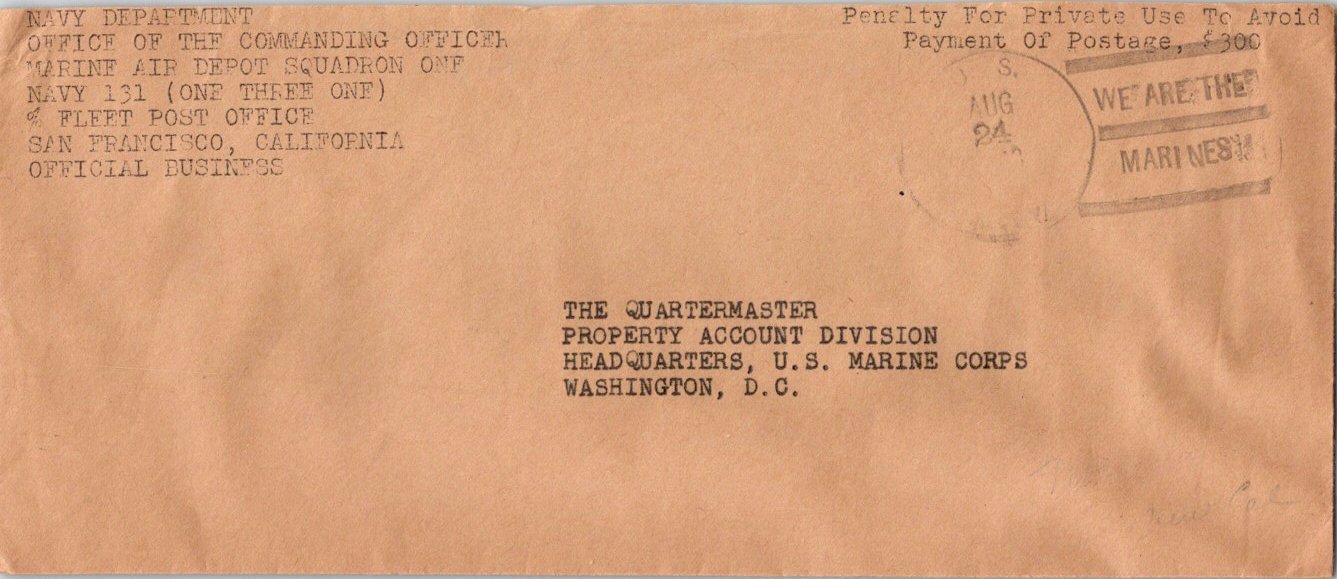 NAVY DEPARTMENT
OFFICE OF THE COMMANDING OFFICER
MARINE AIR DEPOT SQUADRON ONE
NAVY 131 (ONE THREE ONE)
% FLEET POST OFFICE
SAN FRANCISCO, CALIFORNIA
OFFICIAL BUSINESS
Penalty For Private Use To Avoid
Payment Of Postage, $300
S.
AUG
24
WE ARE THE
MARINES
THE QUARTERMASTER
PROPERTY ACCOUNT DIVISION
HEADQUARTERS, U.S. MARINE CORPS
WASHINGTON, D.C.